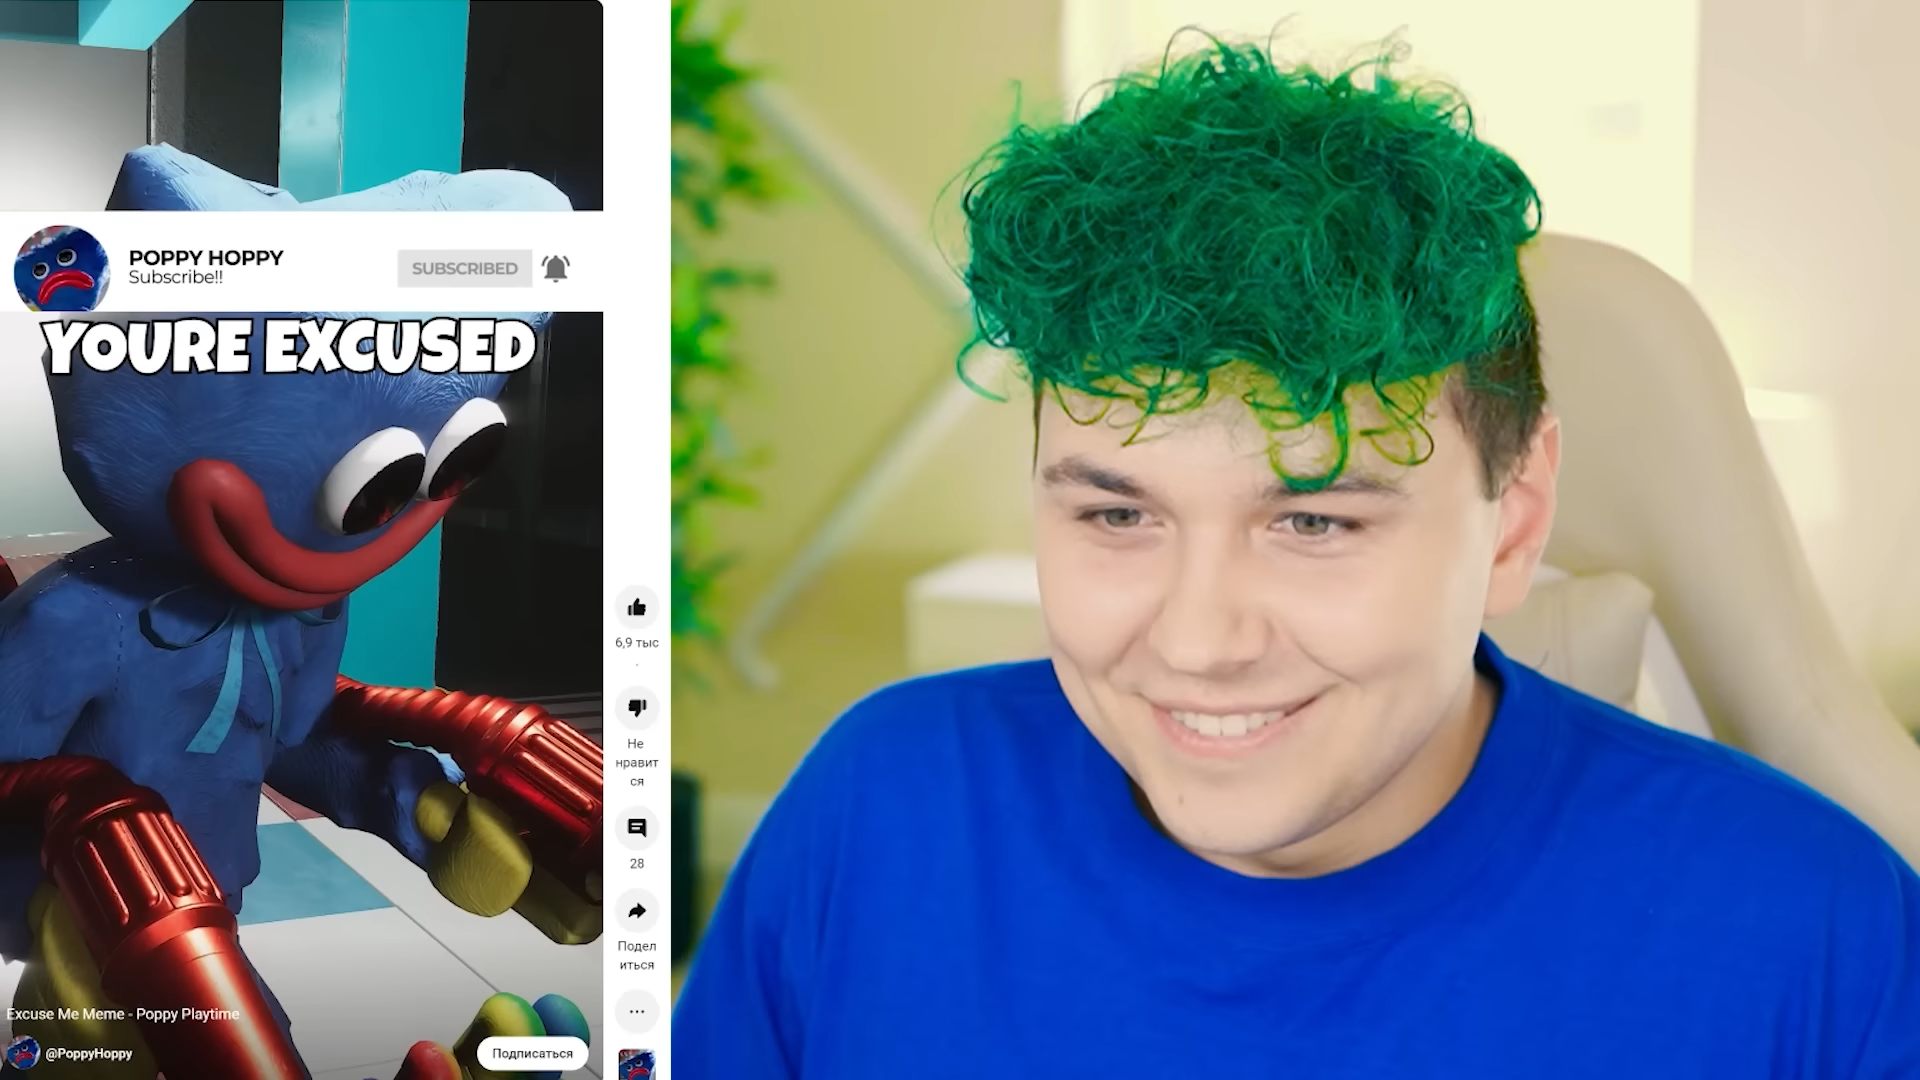 POPPY HOPPY
Subscribe!!
SUBSCRIBED
YOURE EXCUSED
6,9 тыс
.
Не
нравит
ся
28
Подел
иться
Excuse Me Meme - Poppy Playtime
@PoppyHoppy
Подписаться